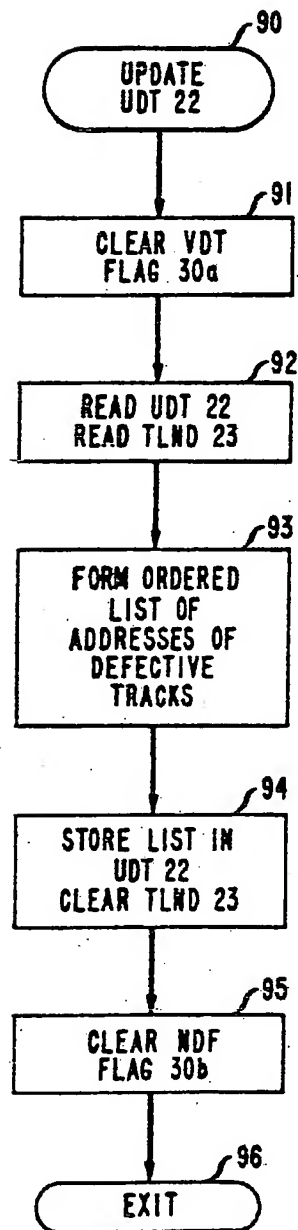 90
UPDATE
UDT 22
91
CLEAR VDT
FLAG 30a
92
READ UDT 22
READ TLND 23
93
FORM ORDERED
LIST OF
ADDRESSES OF
DEFECTIVE
TRACKS
94
STORE LIST IN
UDT 22
CLEAR TLND 23
95
CLEAR NDF
FLAG 30b
96
EXIT